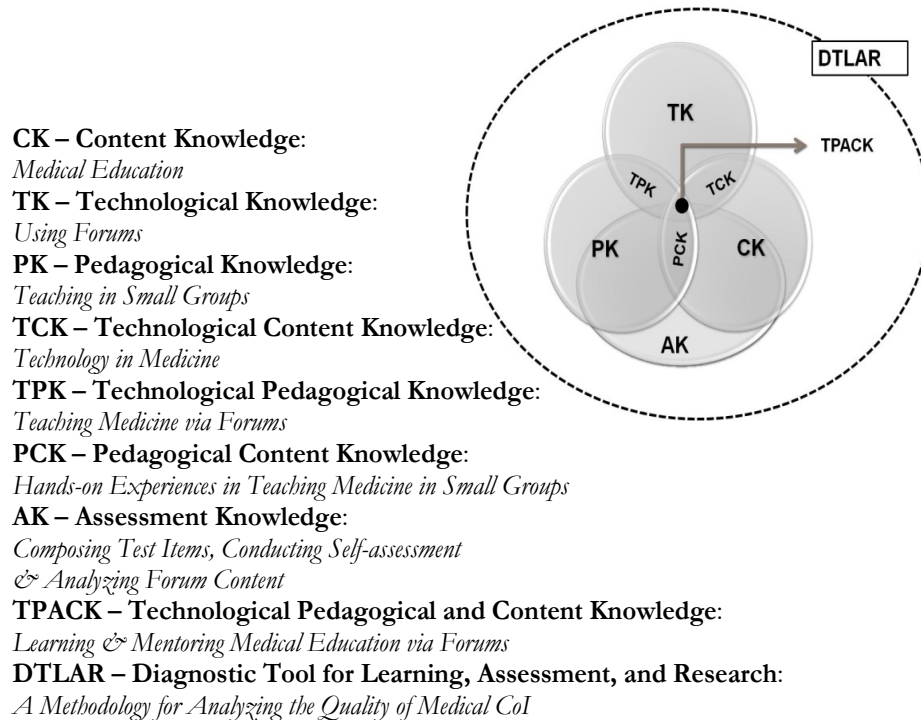 DTLAR
TK
TPACK
TPK
TCK
PK
PCK
CK
AK
CK – Content Knowledge:
Medical Education
TK – Technological Knowledge:
Using Forums
PK – Pedagogical Knowledge:
Teaching in Small Groups
TCK – Technological Content Knowledge:
Technology in Medicine
TPK – Technological Pedagogical Knowledge:
Teaching Medicine via Forums
PCK – Pedagogical Content Knowledge:
Hands-on Experiences in Teaching Medicine in Small Groups
AK – Assessment Knowledge:
Composing Test Items, Conducting Self-assessment
& Analyzing Forum Content
TPACK – Technological Pedagogical and Content Knowledge:
Learning & Mentoring Medical Education via Forums
DTLAR – Diagnostic Tool for Learning, Assessment, and Research:
A Methodology for Analyzing the Quality of Medical CoI